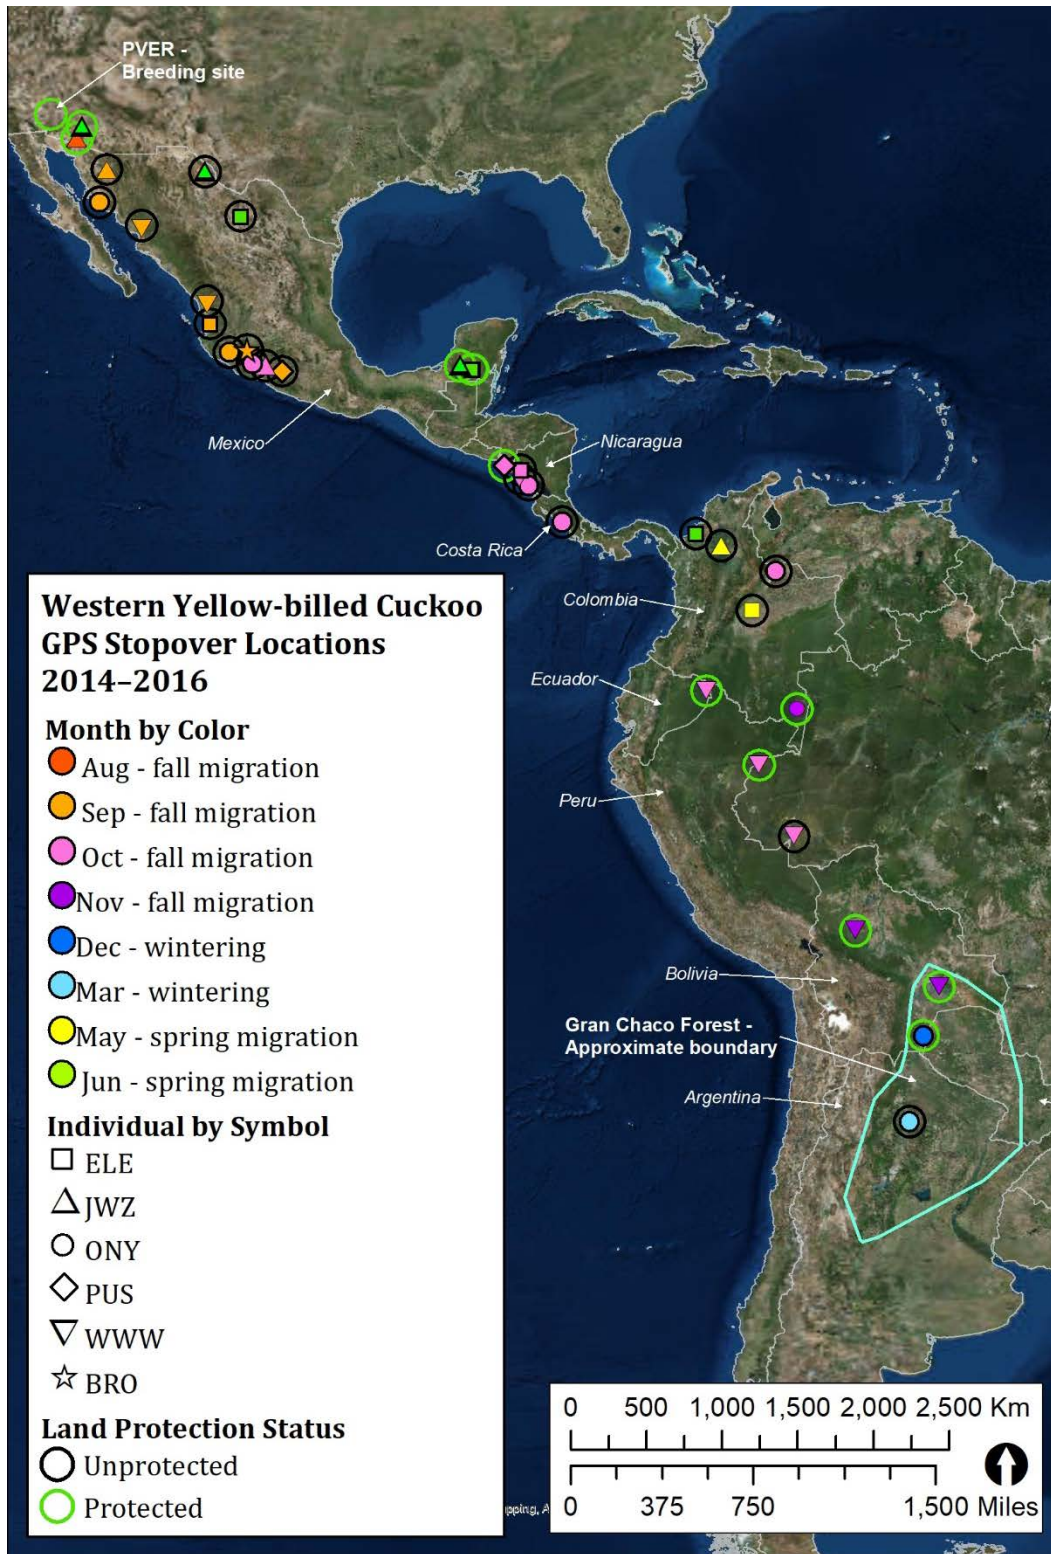 PVER -
Breeding site
Mexico
Nicaragua
Costa Rica
Colombia
Ecuador
Peru
Bolivia
Gran Chaco Forest -
Approximate boundary
Argentina
Western Yellow-billed Cuckoo
GPS Stopover Locations
2014–2016
Month by Color
Aug - fall migration
Sep - fall migration
Oct - fall migration
Nov - fall migration
Dec - wintering
Mar - wintering
May - spring migration
Jun - spring migration
Individual by Symbol
ELE
JWZ
ONY
PUS
WWW
BRO
Land Protection Status
Unprotected
Protected
0 500 1,000 1,500 2,000 2,500 Km
0 375 750 1,500 Miles